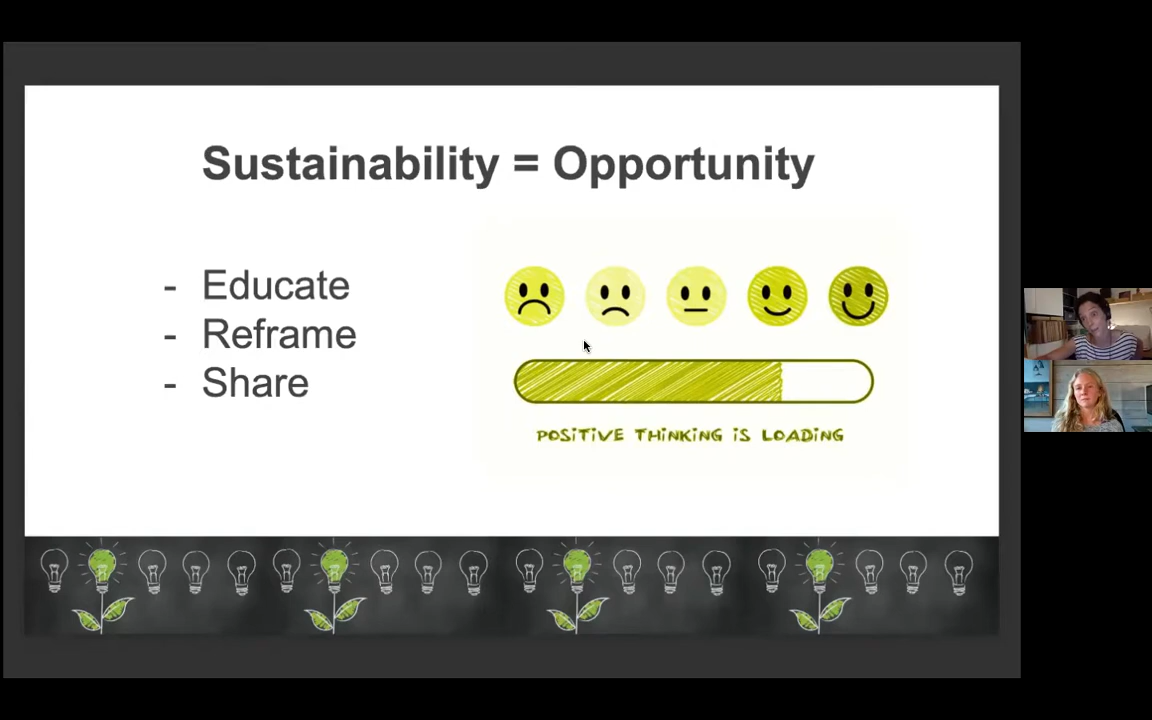 Sustainability = Opportunity
- Educate
- Reframe
- Share
POSITIVE THINKING IS LOADING